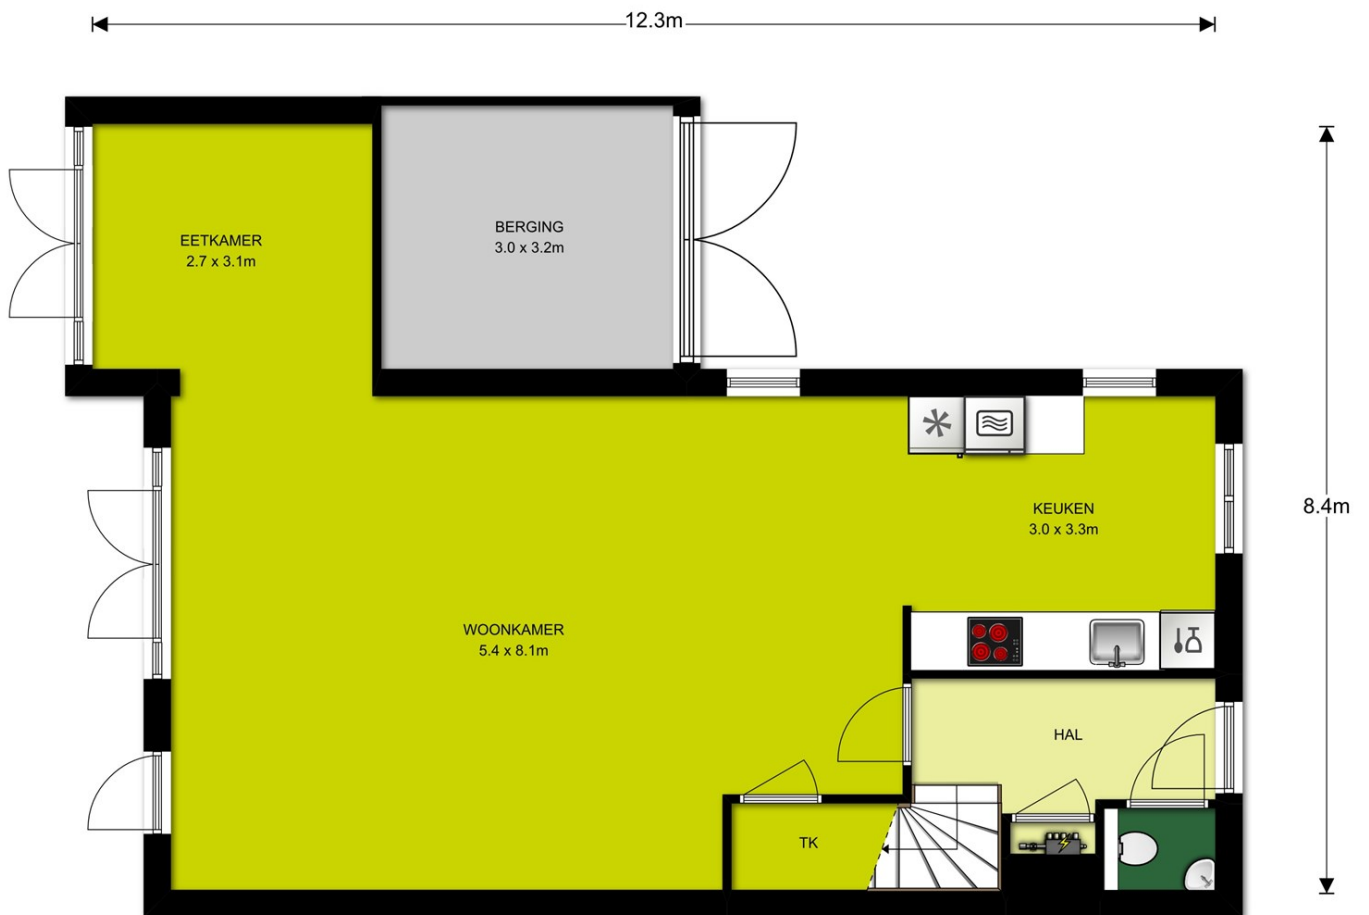 12.3m
BERGING
3.0 x 3.2m
EETKAMER
2.7 x 3.1m
8.4m
KEUKEN
3.0 x 3.3m
WOONKAMER
5.4 x 8.1m
HAL
TK